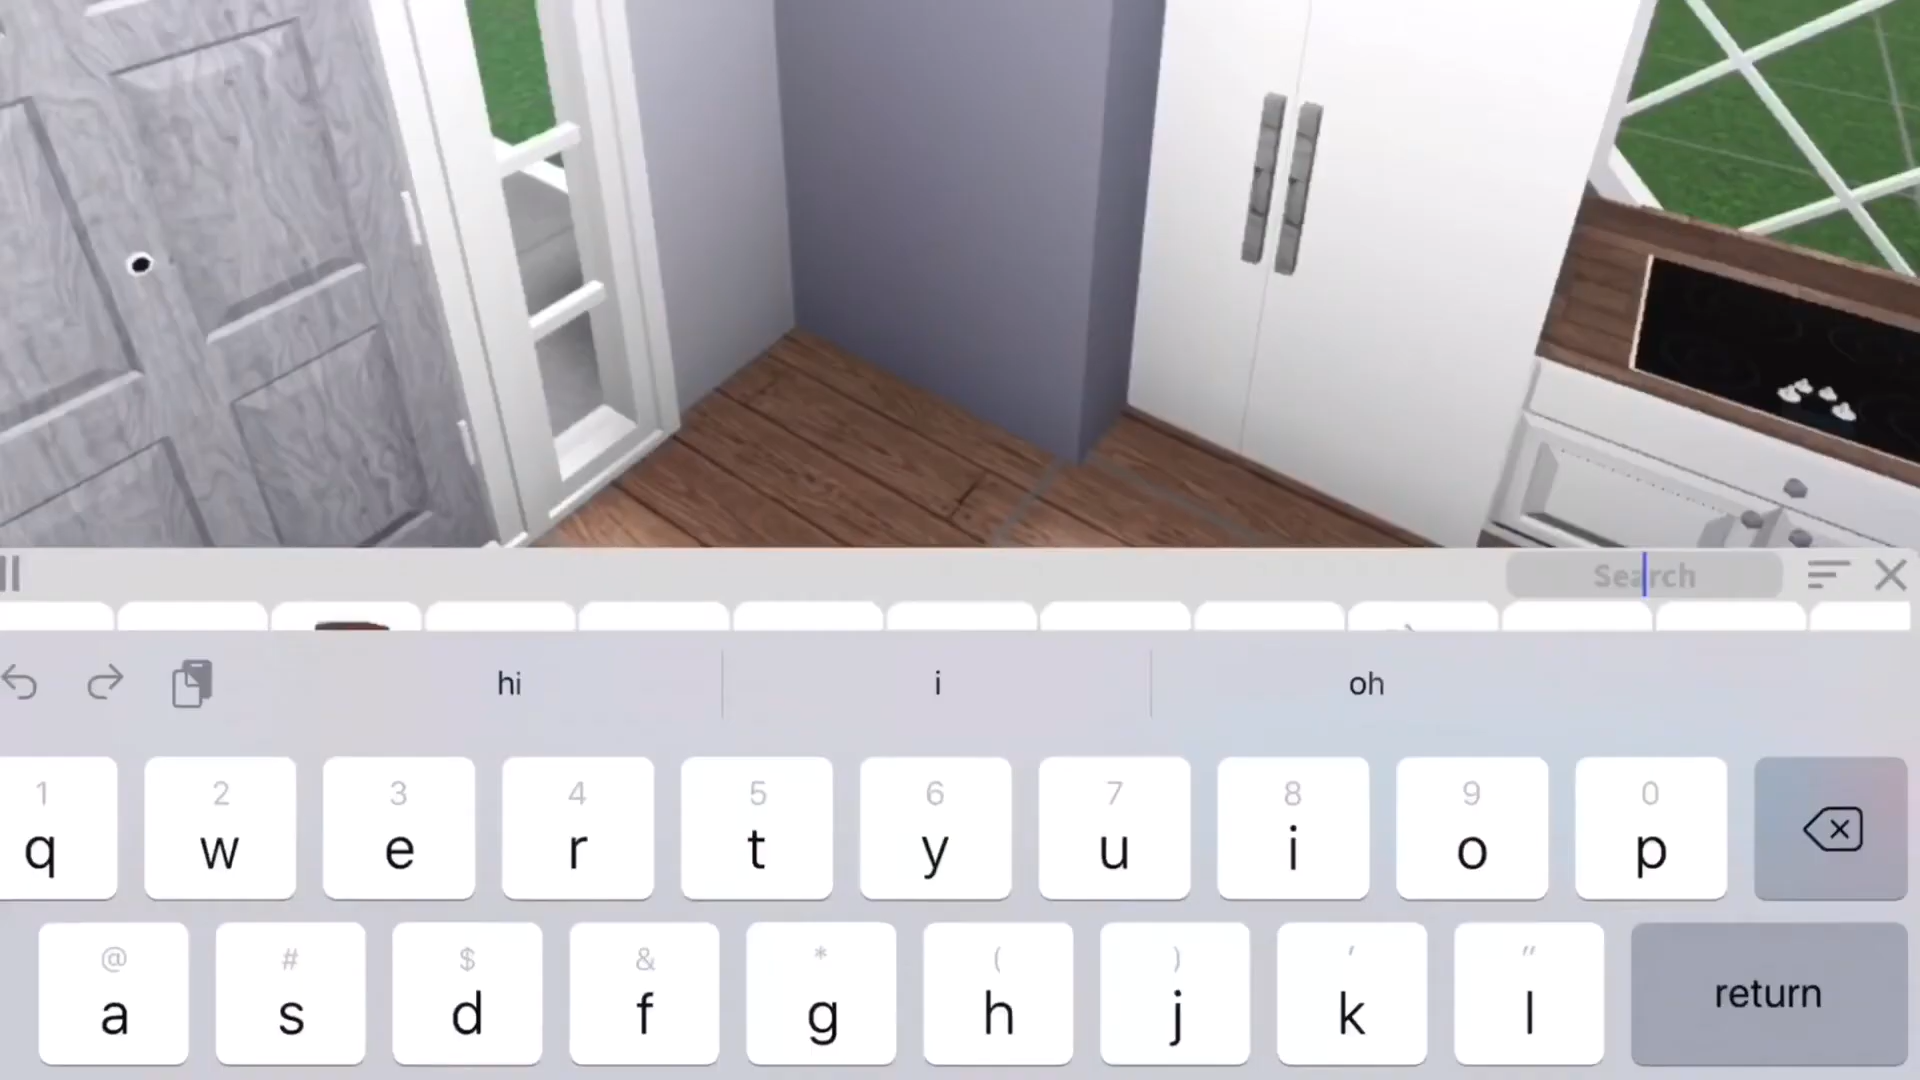 Search
hi i oh
1 2 3 4 5 6 7 8 9 0
q w e r t y u i o p
@ # $ & * ( ) ' "
a s d f g h j k l return